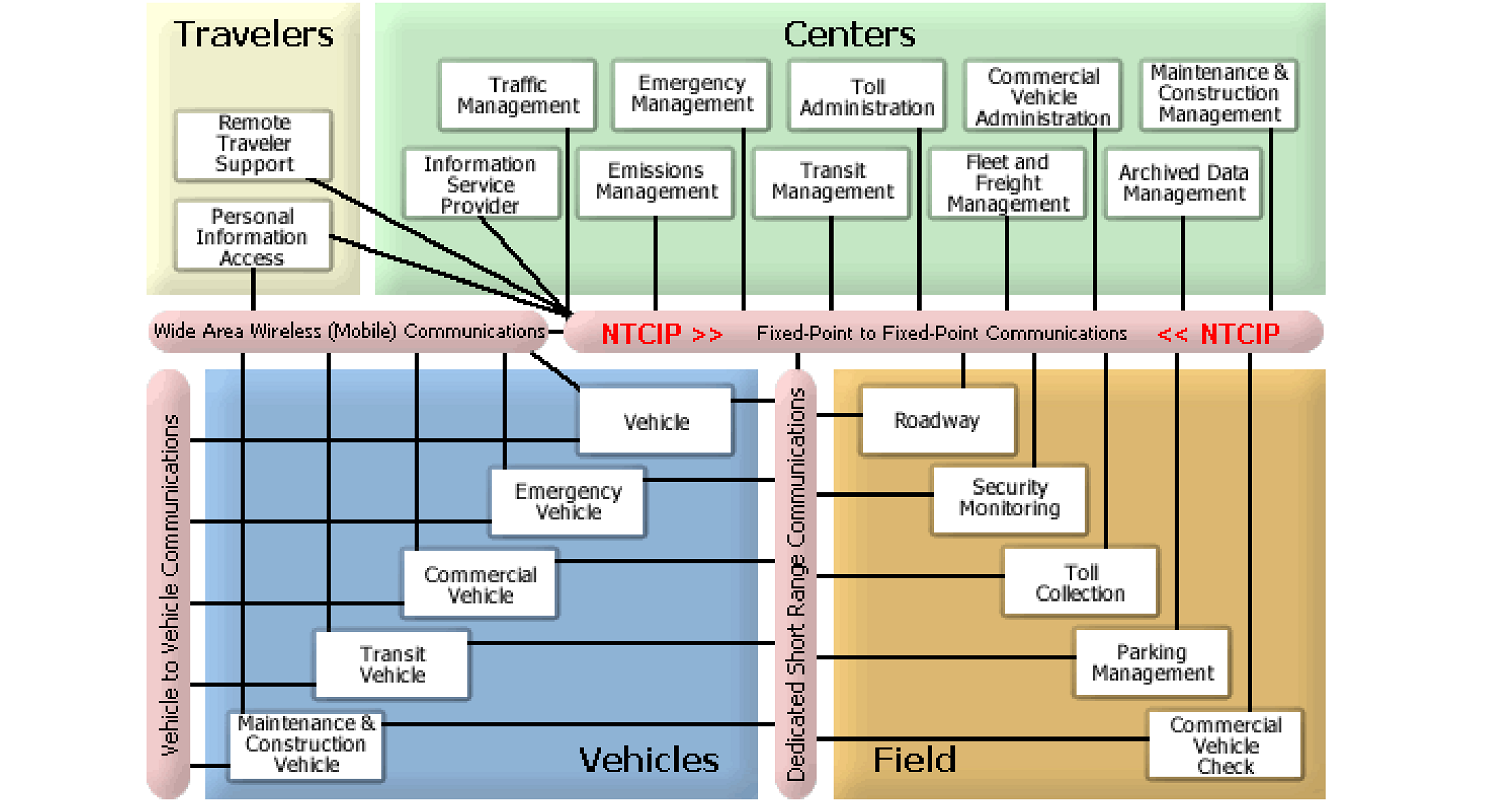 Travelers
Centers
Remote
Traveler
Support
Personal
Information
Access
Traffic
Management
Emergency
Management
Toll
Administration
Commercial
Vehicle
Administration
Maintenance &
Construction
Management
Information
Service
Provider
Emissions
Management
Transit
Management
Fleet and
Freight
Management
Archived Data
Management
Wide Area Wireless (Mobile) Communications
NTCIP >> Fixed-Point to Fixed-Point Communications << NTCIP
Vehicle to Vehicle Communications
Vehicle
Emergency
Vehicle
Commercial
Vehicle
Transit
Vehicle
Maintenance &
Construction
Vehicle
Vehicles
Dedicated Short Range Communications
Roadway
Security
Monitoring
Toll
Collection
Parking
Management
Commercial
Vehicle
Check
Field